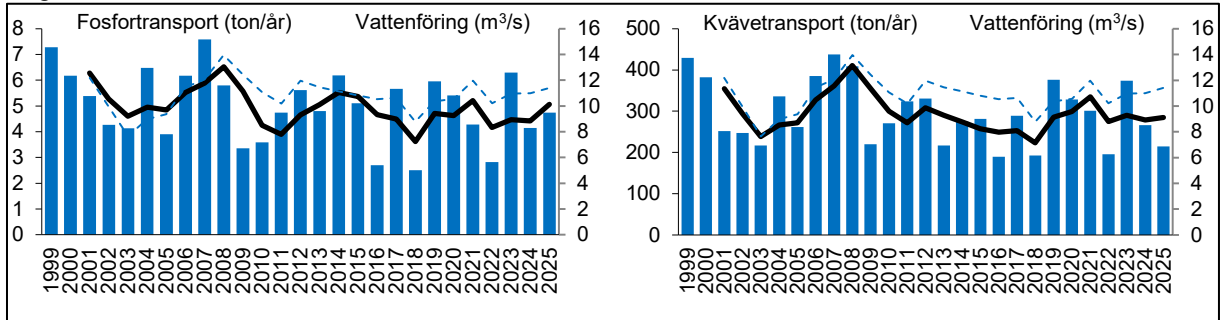 Fosfortransport (ton/år) Vattenföring (m³/s)
8 7 6 5 4 3 2 1 0
16 14 12 10 8 6 4 2 0
1999 2000 2001 2002 2003 2004 2005 2006 2007 2008 2009 2010 2011 2012 2013 2014 2015 2016 2017 2018 2019 2020 2021 2022 2023 2024 2025
Kvävetransport (ton/år) Vattenföring (m³/s)
500 400 300 200 100 0
16 14 12 10 8 6 4 2 0
1999 2000 2001 2002 2003 2004 2005 2006 2007 2008 2009 2010 2011 2012 2013 2014 2015 2016 2017 2018 2019 2020 2021 2022 2023 2024 2025